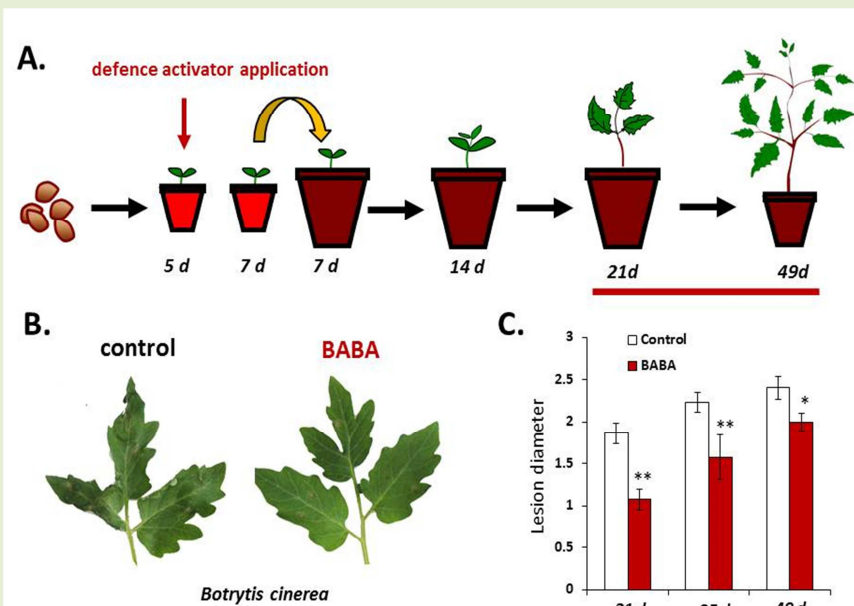 A.
defence activator application
5 d
7 d
7 d
14 d
21d
49d
B.
control
BABA
Botrytis cinerea
C.
Lesion diameter
3
2.5
2
1.5
1
0.5
0
Control
BABA
**
**
*